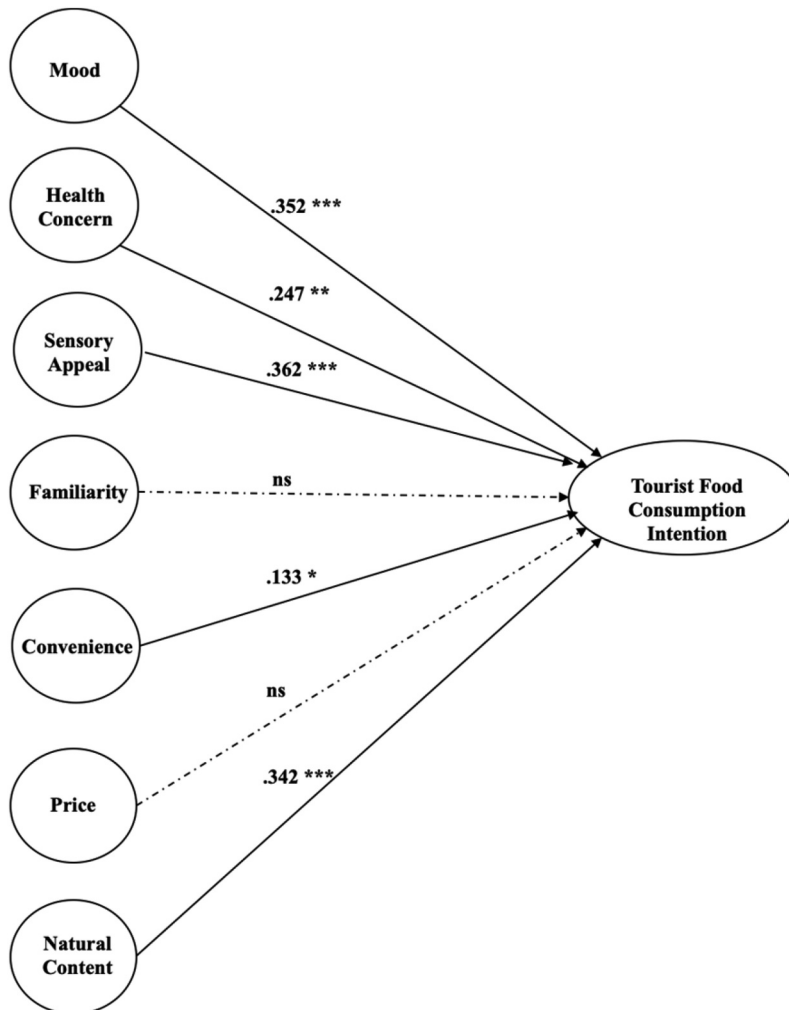 Mood
.352 ***
Health
Concern
.247 **
Sensory
Appeal
.362 ***
Familiarity
ns
Tourist Food
Consumption
Intention
.133 *
Convenience
ns
Price
.342 ***
Natural
Content